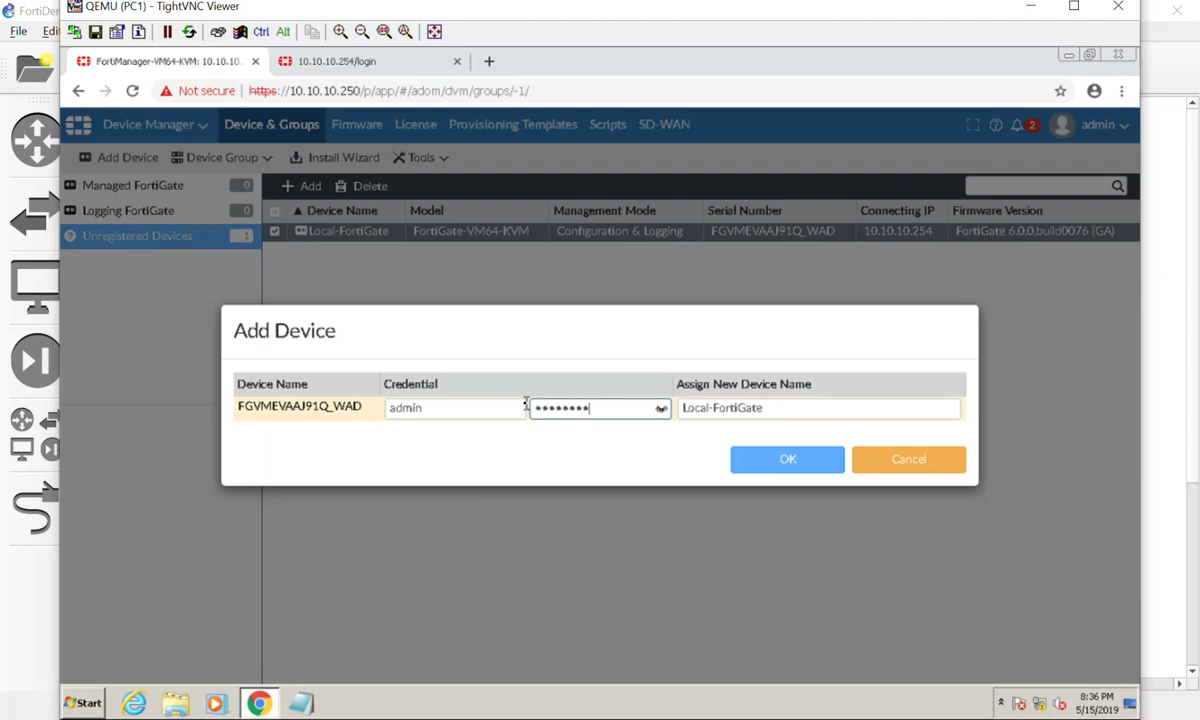 FortiDer
QEMU (PC1) - TightVNC Viewer
File Edi
Ctrl Alt
FortiManager-VM64-KVM: 10.10.10...
10.10.10.254/login
Not secure | https://10.10.10.250/p/app/#/adom/dvm/groups/-1/
Device Manager Device & Groups Firmware License Provisioning Templates Scripts SD-WAN 2 admin
Add Device Device Group Install Wizard Tools
Managed FortiGate 0
Add Delete
Logging FortiGate 0
Device Name Model Management Mode Serial Number Connecting IP Firmware Version
Unregistered Devices 1
Local-FortiGate FortiGate-VM64-KVM Configuration & Logging FGVMEVAAJ91Q_WAD 10.10.10.254 FortiGate 6.0.0,build0076 (GA)
Add Device
Device Name Credential Assign New Device Name
FGVMEVAAJ91Q_WAD admin •••••••• Local-FortiGate
OK Cancel
Start
8:36 PM
5/15/2019